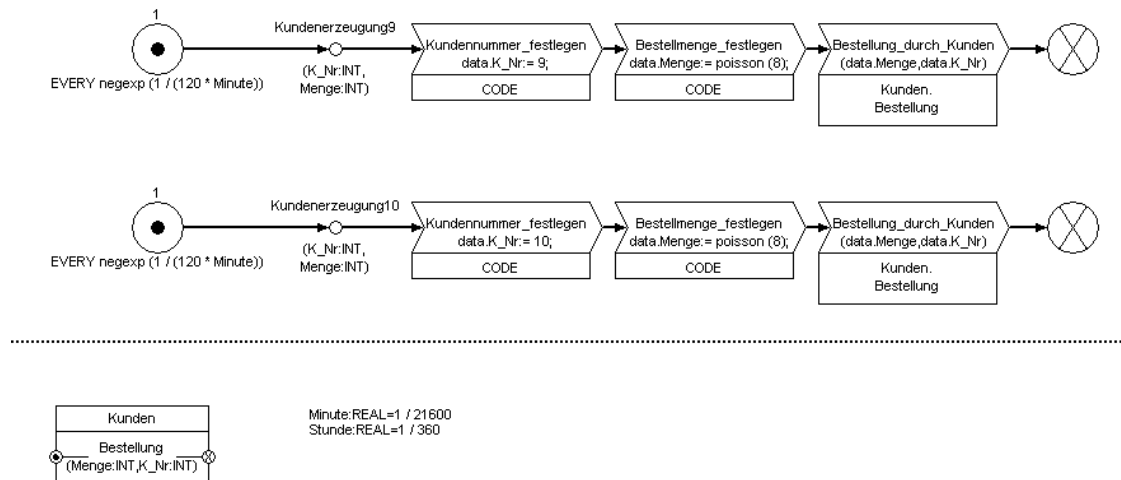 1
Kundenerzeugung9
EVERY negexp (1 / (120 * Minute))
(K_Nr:INT,
Menge:INT)
Kundennummer_festlegen
data.K_Nr:= 9;
CODE
Bestellmenge_festlegen
data.Menge:= poisson (8);
CODE
Bestellung_durch_Kunden
(data.Menge,data.K_Nr)
Kunden.
Bestellung
1
Kundenerzeugung10
EVERY negexp (1 / (120 * Minute))
(K_Nr:INT,
Menge:INT)
Kundennummer_festlegen
data.K_Nr:= 10;
CODE
Bestellmenge_festlegen
data.Menge:= poisson (8);
CODE
Bestellung_durch_Kunden
(data.Menge,data.K_Nr)
Kunden.
Bestellung
Kunden
Bestellung
(Menge:INT,K_Nr:INT)
Minute:REAL=1 / 21600
Stunde:REAL=1 / 360